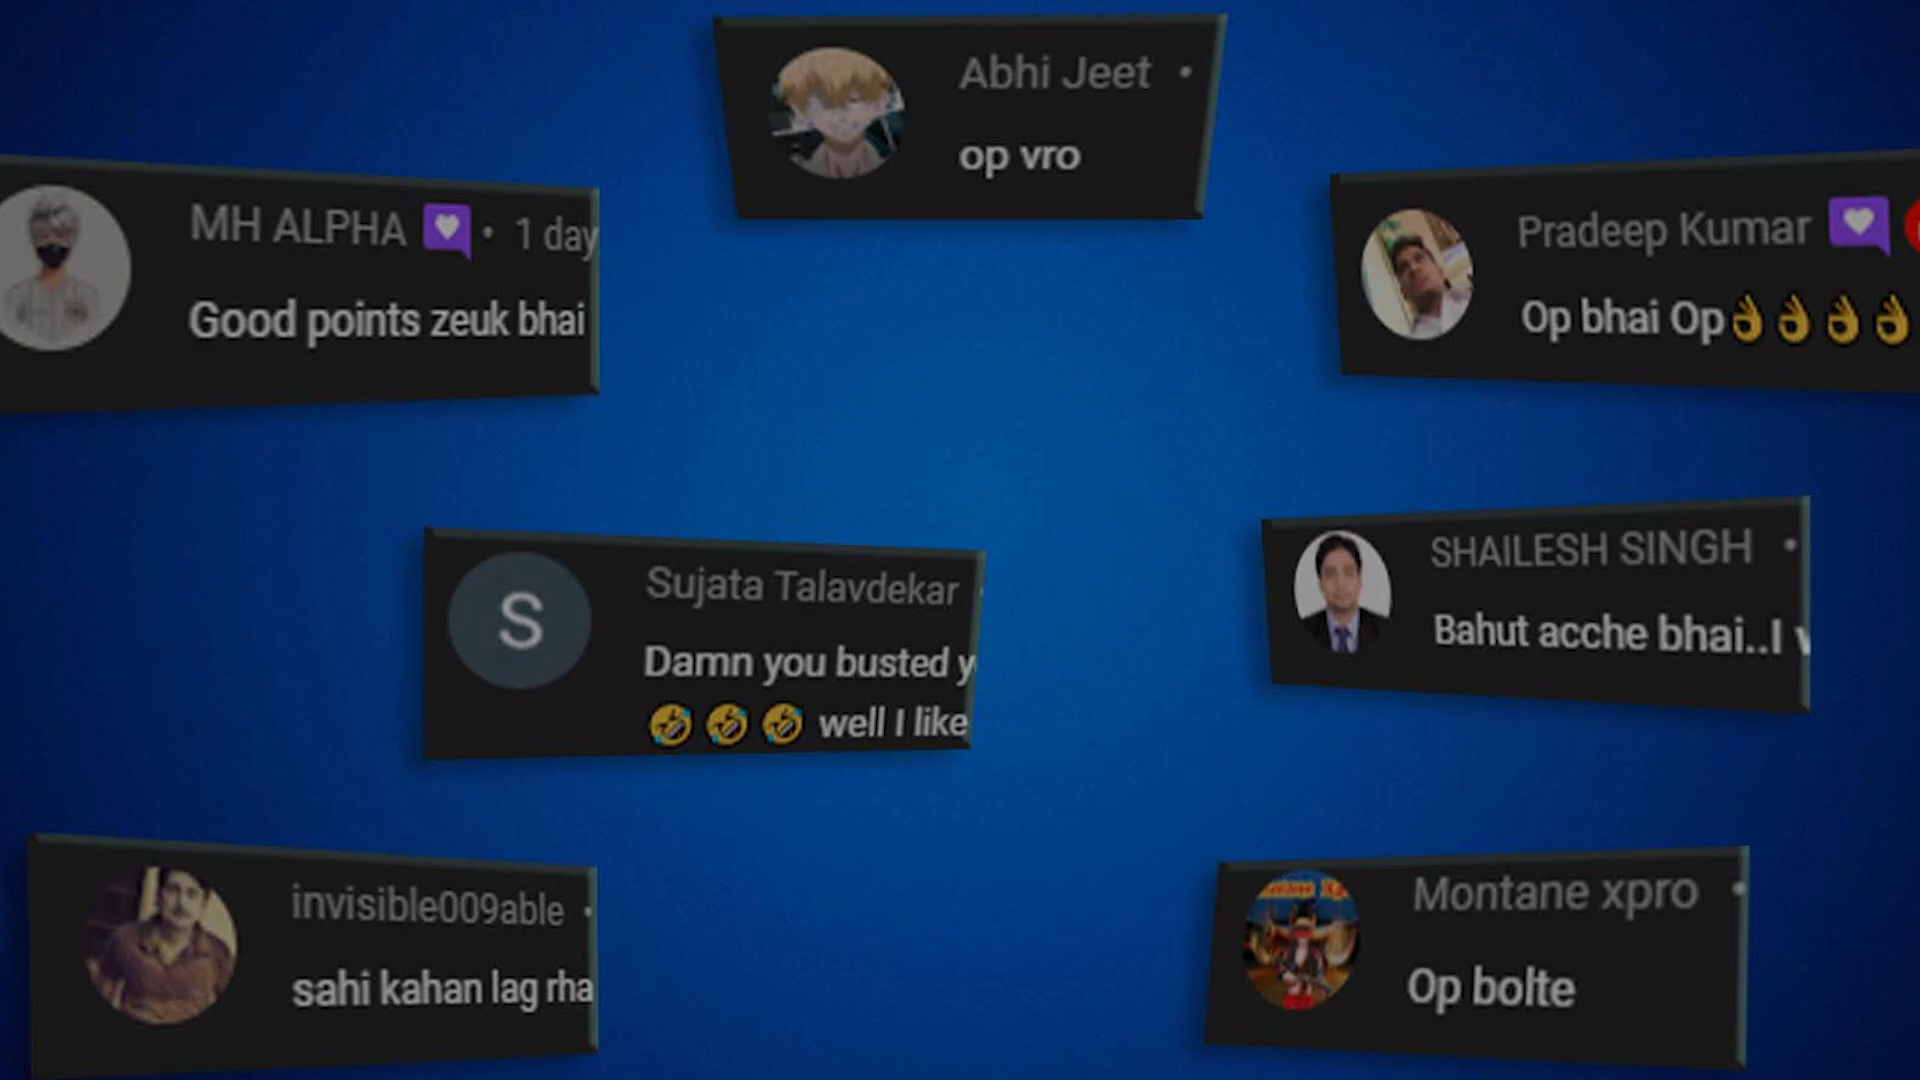 Abhi Jeet •
op vro
MH ALPHA • 1 day
Good points zeuk bhai
Pradeep Kumar
Op bhai Op👌👌👌👌
S
Sujata Talavdekar
Damn you busted y
🤣🤣🤣 well I like
SHAILESH SINGH •
Bahut acche bhai..I
invisible009able •
sahi kahan lag rha
Montane xpro •
Op bolte